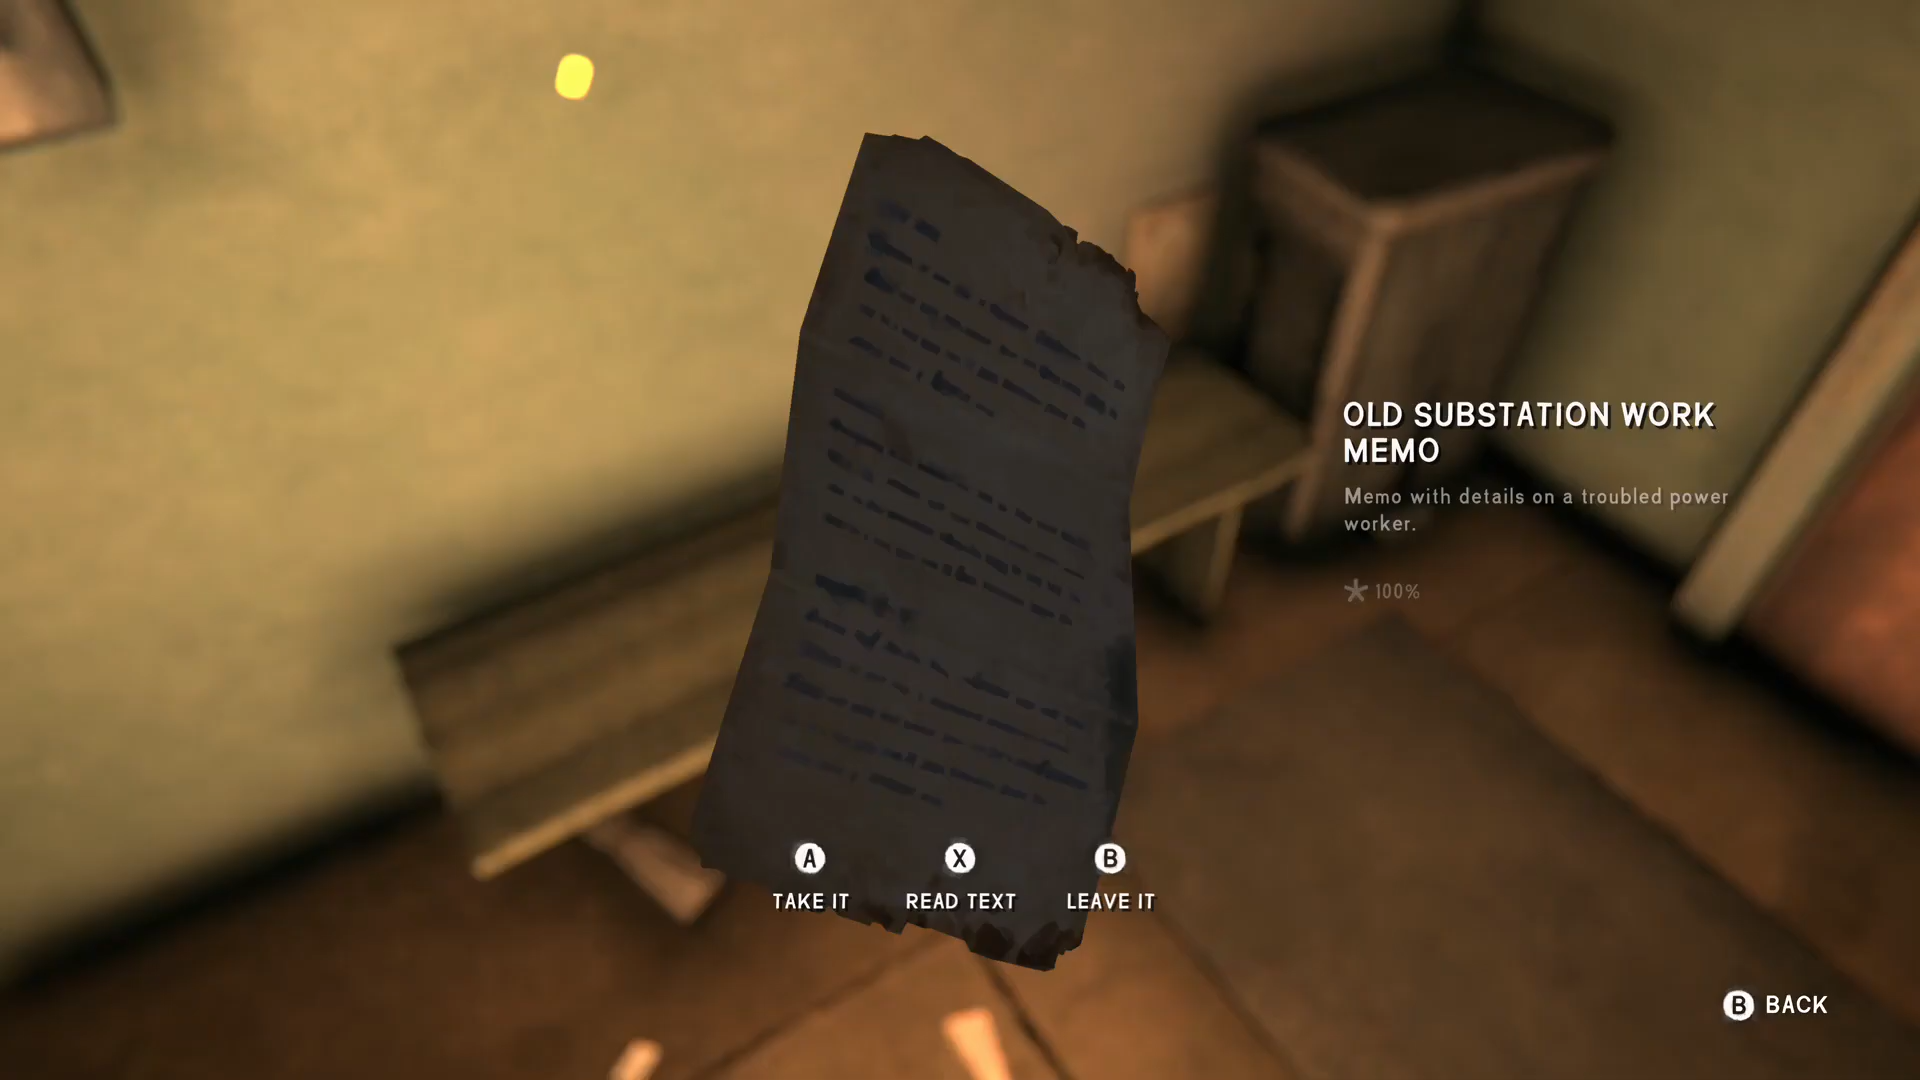 OLD SUBSTATION WORK
MEMO
Memo with details on a troubled power
worker.
100%
A
X
B
TAKE IT
READ TEXT
LEAVE IT
B BACK